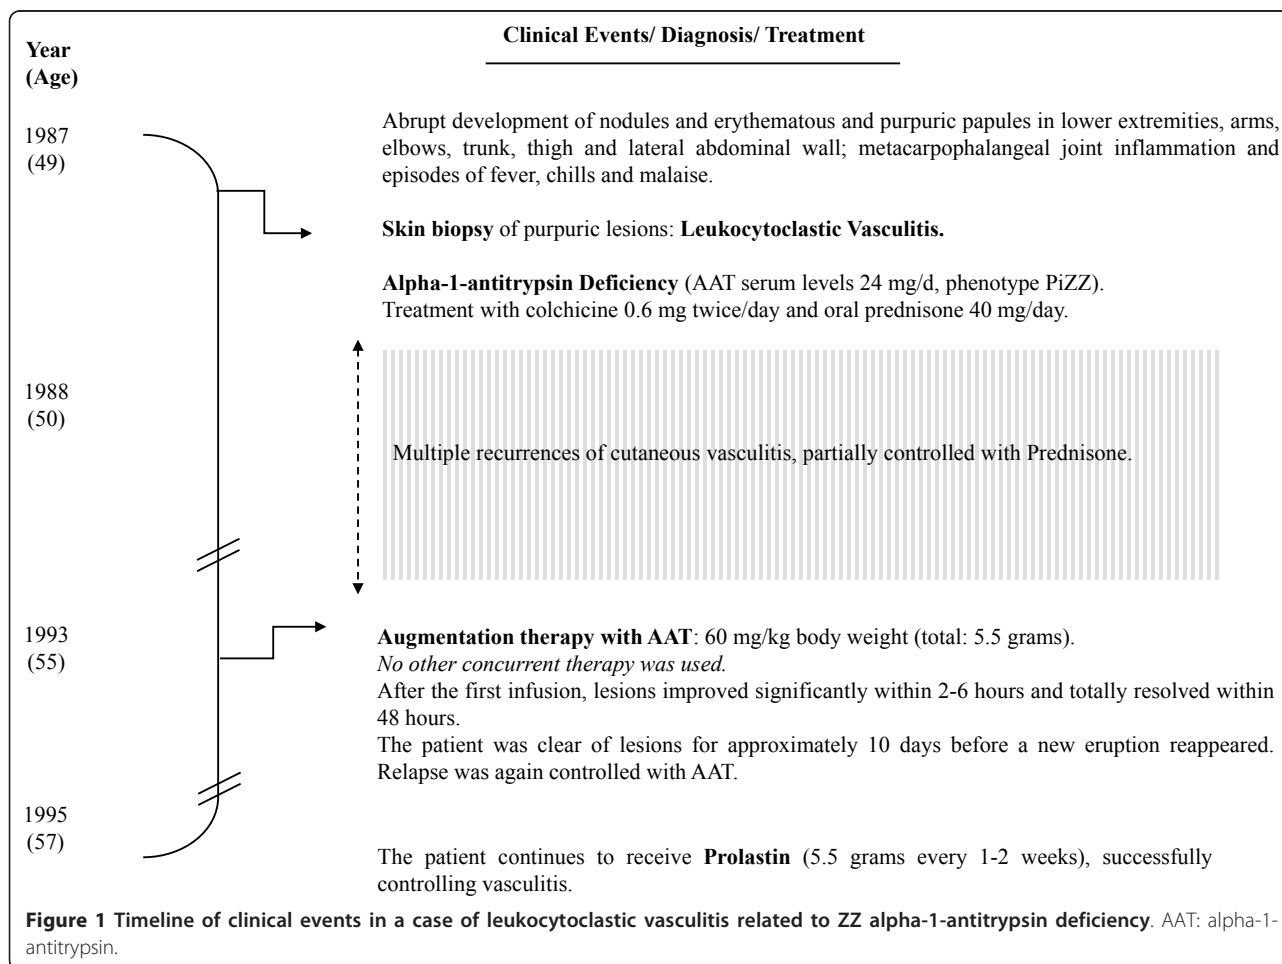 Clinical Events/ Diagnosis/ Treatment
Year
(Age)
1987
(49)
Abrupt development of nodules and erythematous and purpuric papules in lower extremities, arms,
elbows, trunk, thigh and lateral abdominal wall; metacarpophalangeal joint inflammation and
episodes of fever, chills and malaise.
Skin biopsy of purpuric lesions: Leukocytoclastic Vasculitis.
Alpha-1-antitrypsin Deficiency (AAT serum levels 24 mg/d, phenotype PiZZ).
Treatment with colchicine 0.6 mg twice/day and oral prednisone 40 mg/day.
1988
(50)
Multiple recurrences of cutaneous vasculitis, partially controlled with Prednisone.
1993
(55)
Augmentation therapy with AAT: 60 mg/kg body weight (total: 5.5 grams).
No other concurrent therapy was used.
After the first infusion, lesions improved significantly within 2-6 hours and totally resolved within
48 hours.
The patient was clear of lesions for approximately 10 days before a new eruption reappeared.
Relapse was again controlled with AAT.
1995
(57)
The patient continues to receive Prolastin (5.5 grams every 1-2 weeks), successfully
controlling vasculitis.
Figure 1 Timeline of clinical events in a case of leukocytoclastic vasculitis related to ZZ alpha-1-antitrypsin deficiency. AAT: alpha-1-
antitrypsin.